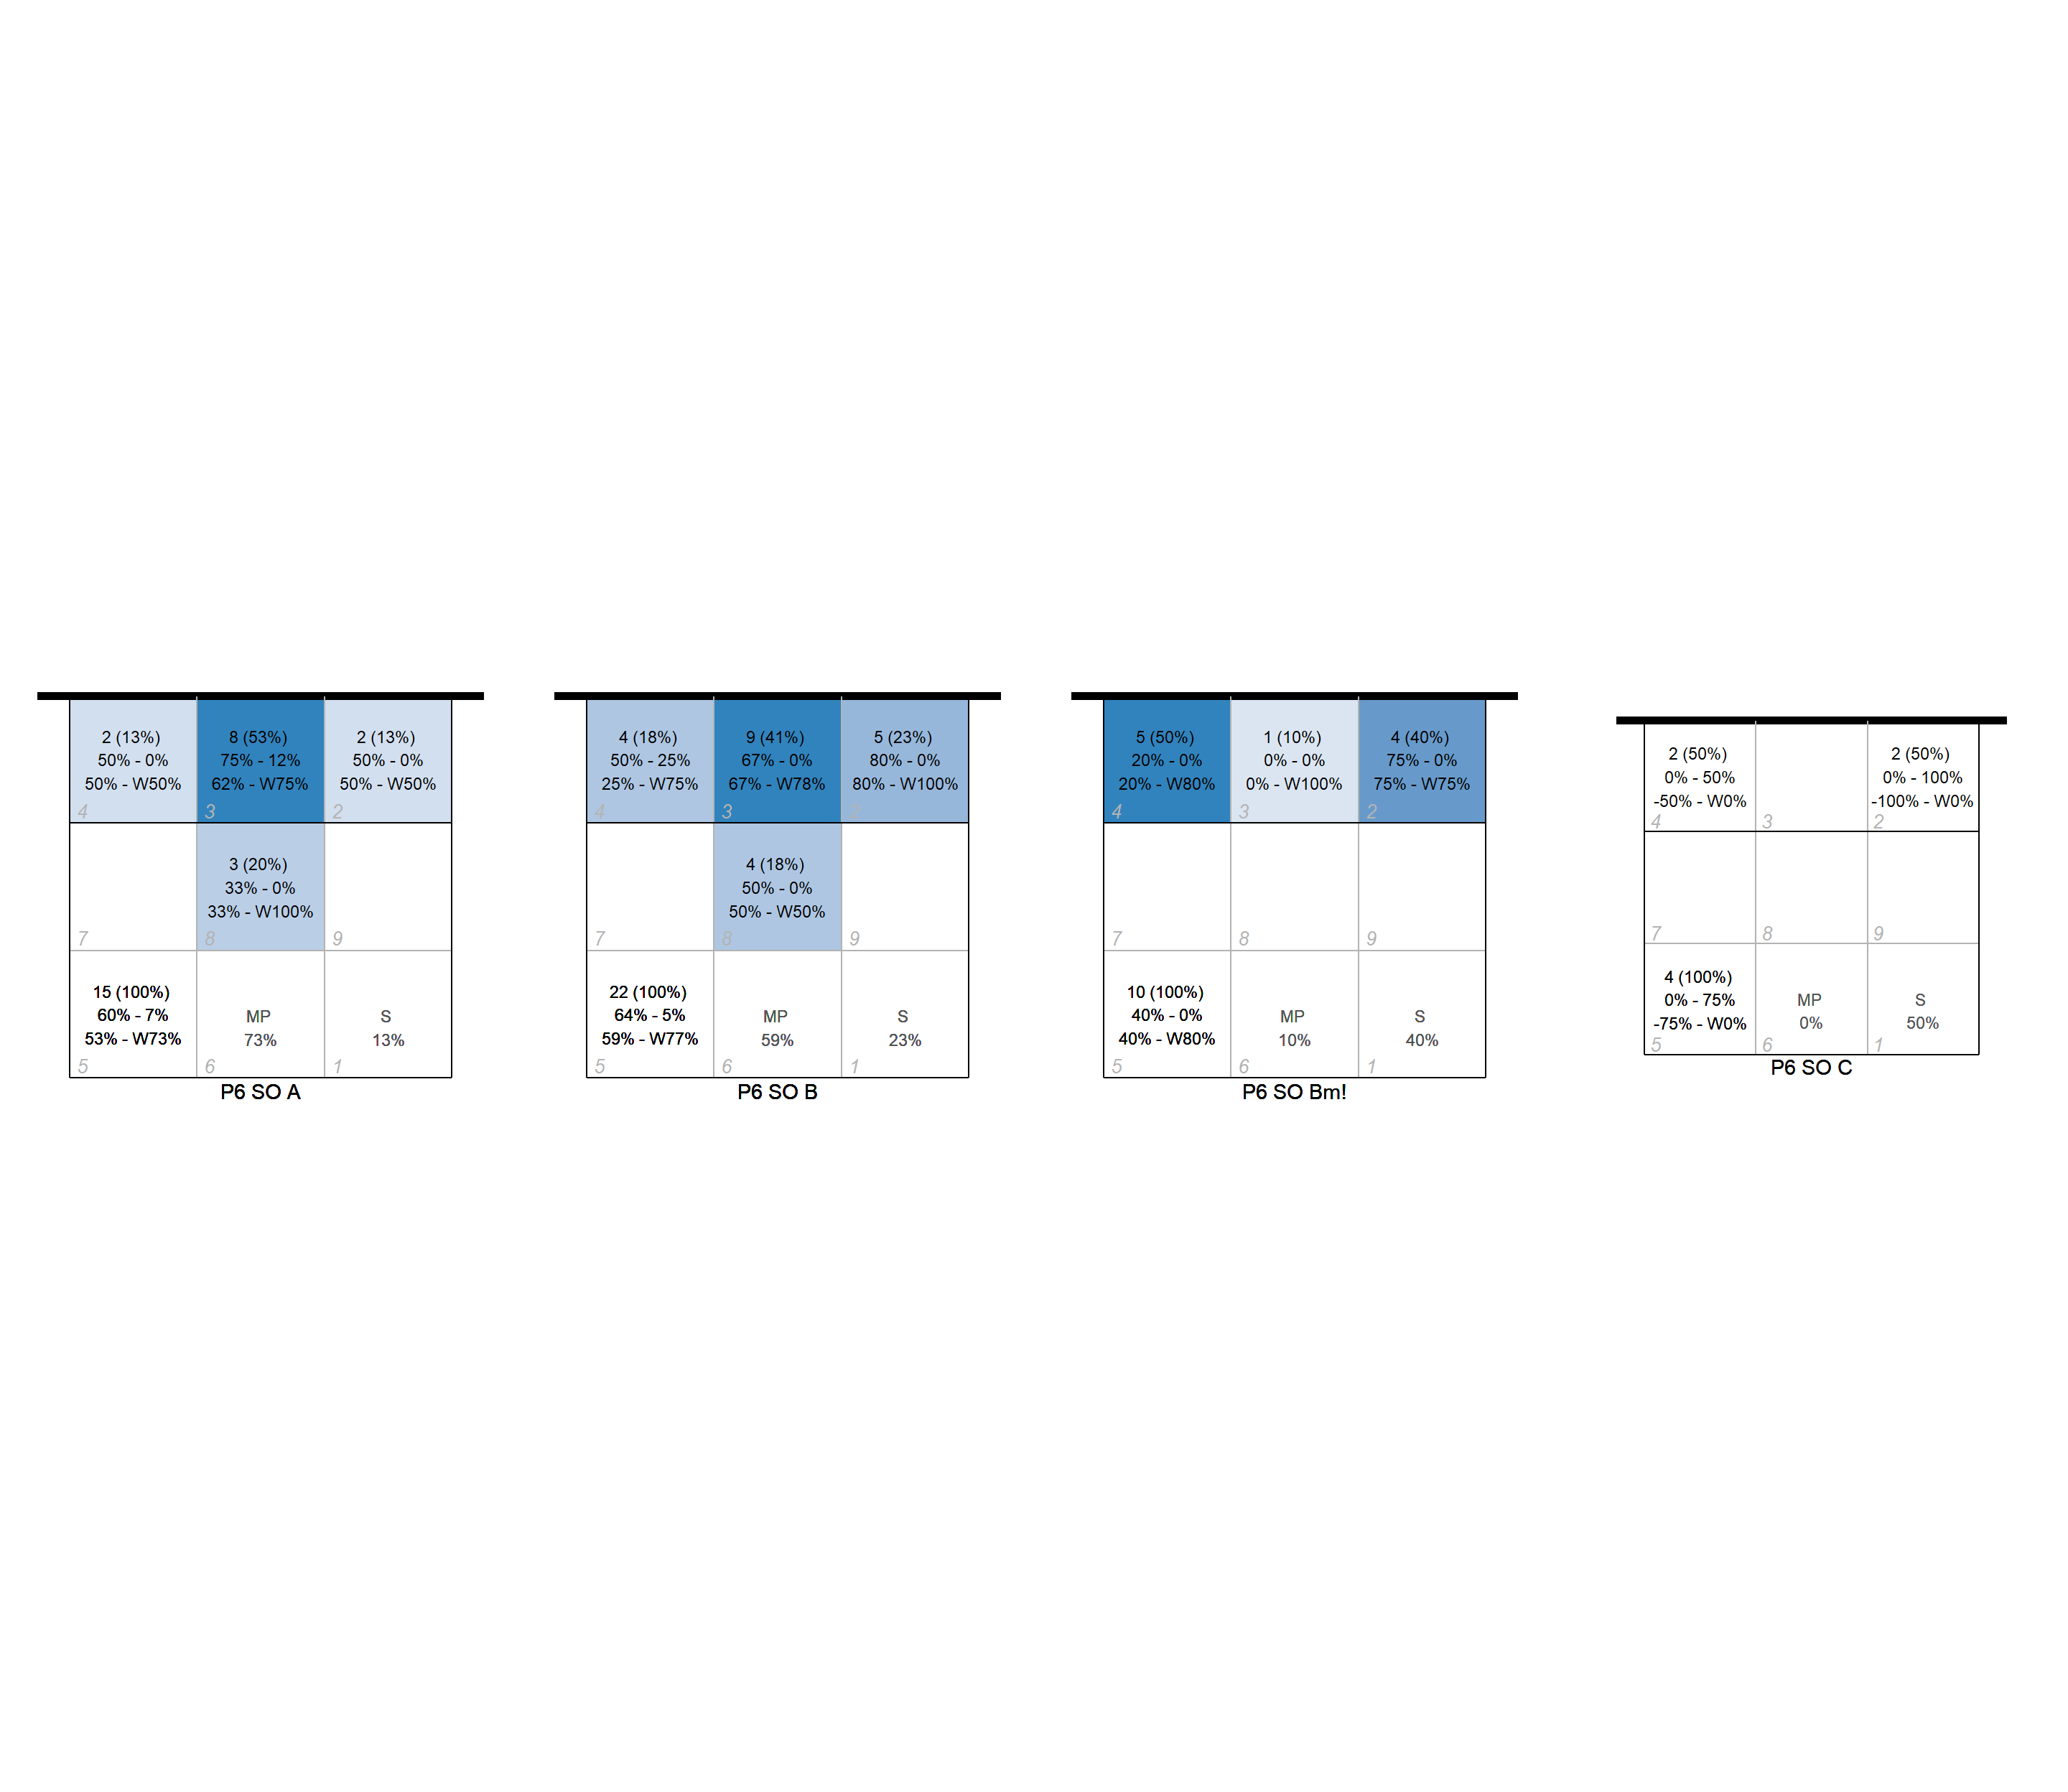 2 (13%)
50% - 0%
50% - W50%
4
8 (53%)
75% - 12%
62% - W75%
3
2 (13%)
50% - 0%
50% - W50%
2
7
3 (20%)
33% - 0%
33% - W100%
8
9
15 (100%)
60% - 7%
53% - W73%
5
MP
73%
6
S
13%
1
P6 SO A
4 (18%)
50% - 25%
25% - W75%
4
9 (41%)
67% - 0%
67% - W78%
3
5 (23%)
80% - 0%
80% - W100%
7
4 (18%)
50% - 0%
50% - W50%
8
9
22 (100%)
64% - 5%
59% - W77%
5
MP
59%
6
S
23%
1
P6 SO B
5 (50%)
20% - 0%
20% - W80%
4
1 (10%)
0% - 0%
0% - W100%
3
4 (40%)
75% - 0%
75% - W75%
2
7
8
9
10 (100%)
40% - 0%
40% - W80%
5
MP
10%
6
S
40%
1
P6 SO Bm!
2 (50%)
0% - 50%
-50% - W0%
4
3
2 (50%)
0% - 100%
-100% - W0%
2
7
8
9
4 (100%)
0% - 75%
-75% - W0%
5
MP
0%
6
S
50%
1
P6 SO C